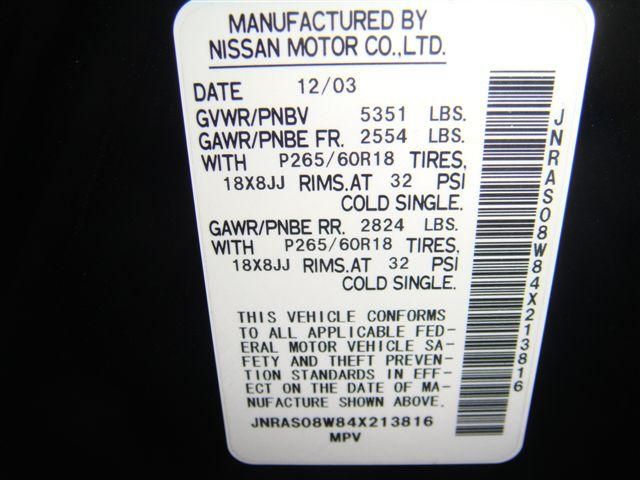 MANUFACTURED BY
NISSAN MOTOR CO.,LTD.
DATE 12/03
GVWR/PNBV 5351 LBS.
GAWR/PNBE FR. 2554 LBS.
WITH P265/60R18 TIRES,
18X8JJ RIMS.AT 32 PSI
COLD SINGLE.
GAWR/PNBE RR. 2824 LBS.
WITH P265/60R18 TIRES,
18X8JJ RIMS.AT 32 PSI
COLD SINGLE.
THIS VEHICLE CONFORMS
TO ALL APPLICABLE FED-
ERAL MOTOR VEHICLE SA-
FETY AND THEFT PREVEN-
TION STANDARDS IN EFF-
ECT ON THE DATE OF MA-
NUFACTURE SHOWN ABOVE.
JNRAS08W84X213816
MPV
JNRAS08W84X213816